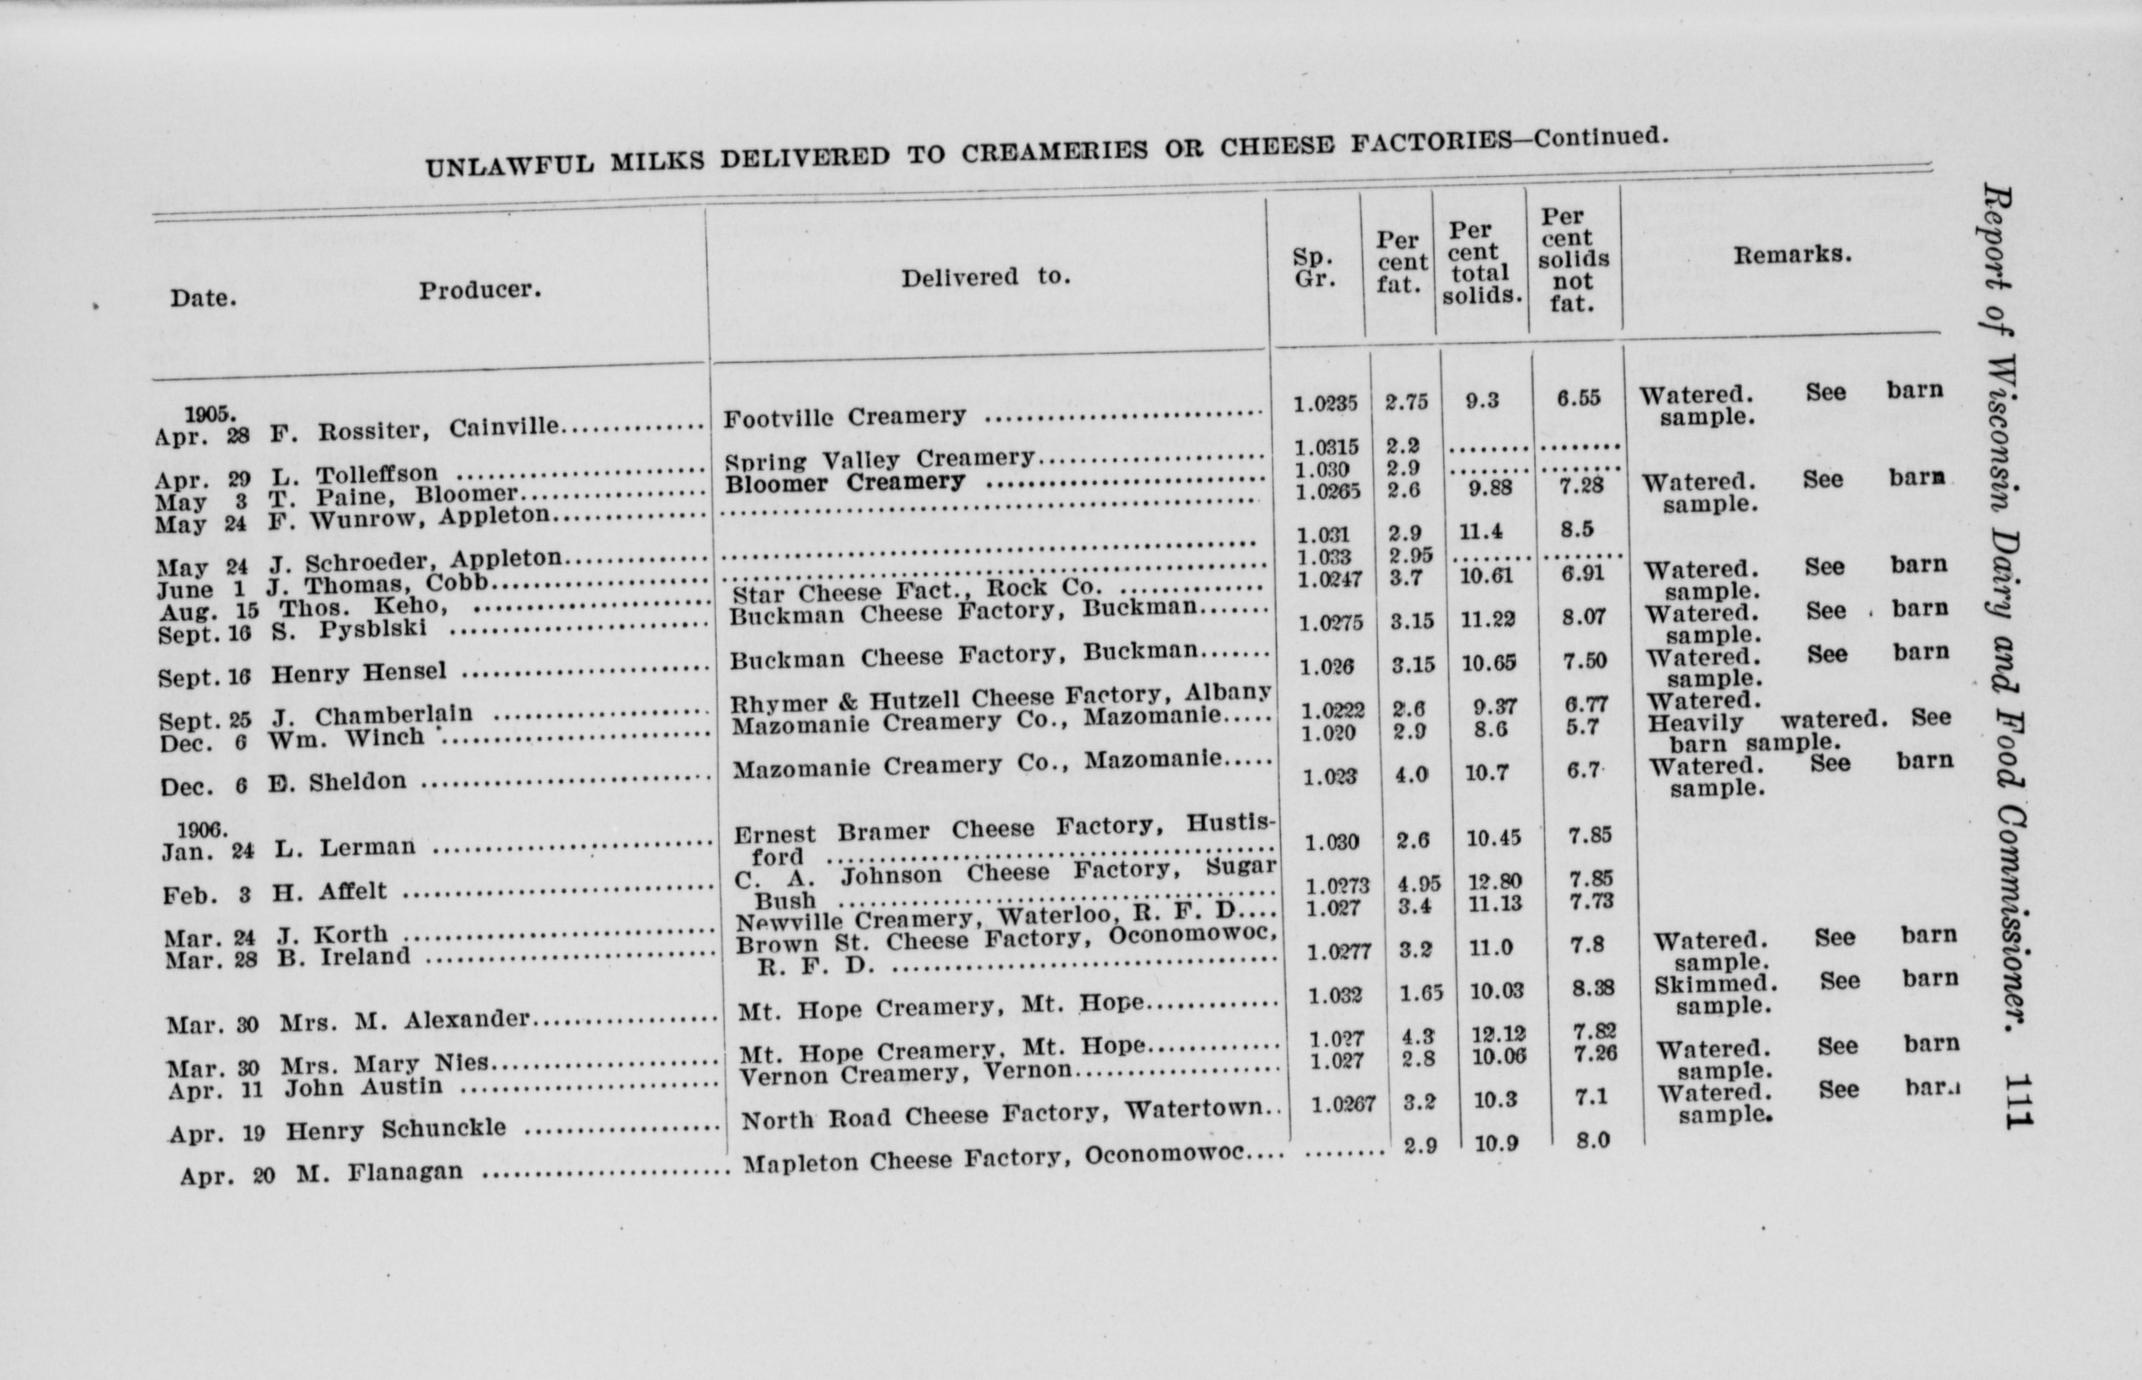 UNLAWFUL MILKS DELIVERED TO CREAMERIES OR CHEESE FACTORIES—Continued.
Date. Producer. Delivered to. Sp. Gr. Per cent fat. Per cent total solids. Per cent solids not fat. Remarks.
1905.
Apr. 28 F. Rossiter, Cainville.............. Footville Creamery ........................... 1.0235 2.75 9.3 6.55 Watered. See barn
sample.
Apr. 29 L. Tolleffson ......................... Spring Valley Creamery...................... 1.0315 2.2 ........ ........
May 3 T. Paine, Bloomer.................. Bloomer Creamery ........................... 1.030 2.9 ........ ........
May 24 F. Wunrow, Appleton............... ..................................................... 1.0265 2.6 9.88 7.28 Watered. See barn
sample.
May 24 J. Schroeder, Appleton.............. ..................................................... 1.031 2.9 11.4 8.5
June 1 J. Thomas, Cobb..................... ..................................................... 1.033 2.95 ........ ........
Aug. 15 Thos. Keho, ....................... Star Cheese Fact., Rock Co. .............. 1.0247 3.7 10.61 6.91 Watered. See barn
sample.
Sept. 16 S. Pysblski ......................... Buckman Cheese Factory, Buckman....... 1.0275 3.15 11.22 8.07 Watered. See barn
sample.
Sept. 16 Henry Hensel ........................ Buckman Cheese Factory, Buckman....... 1.026 3.15 10.65 7.50 Watered. See barn
sample.
Sept. 25 J. Chamberlain ..................... Rhymer & Hutzell Cheese Factory, Albany 1.0222 2.6 9.37 6.77 Watered.
Dec. 6 Wm. Winch .......................... Mazomanie Creamery Co., Mazomanie..... 1.020 2.9 8.6 5.7 Heavily watered. See
barn sample.
Dec. 6 E. Sheldon ............................ Mazomanie Creamery Co., Mazomanie..... 1.023 4.0 10.7 6.7 Watered. See barn
sample.
1906.
Jan. 24 L. Lerman ........................... Ernest Bramer Cheese Factory, Hustis-
ford ........................................... 1.030 2.6 10.45 7.85
Feb. 3 H. Affelt .............................. C. A. Johnson Cheese Factory, Sugar
Bush .......................................... 1.0273 4.95 12.80 7.85
Mar. 24 J. Korth .............................. Newville Creamery, Waterloo, R. F. D.... 1.027 3.4 11.13 7.73
Mar. 28 B. Ireland ............................ Brown St. Cheese Factory, Oconomowoc,
R. F. D. ..................................... 1.0277 3.2 11.0 7.8 Watered. See barn
sample.
Mar. 30 Mrs. M. Alexander.................. Mt. Hope Creamery, Mt. Hope............. 1.032 1.65 10.03 8.38 Skimmed. See barn
sample.
Mar. 30 Mrs. Mary Nies...................... Mt. Hope Creamery, Mt. Hope............. 1.027 4.3 12.12 7.82
Apr. 11 John Austin ......................... Vernon Creamery, Vernon.................... 1.027 2.8 10.06 7.26 Watered. See barn
sample.
Apr. 19 Henry Schunckle ................... North Road Cheese Factory, Watertown.. 1.0267 3.2 10.3 7.1 Watered. See barn
sample.
Apr. 20 M. Flanagan ........................ Mapleton Cheese Factory, Oconomowoc.... ........ 2.9 10.9 8.0
Report of Wisconsin Dairy and Food Commissioner. 111